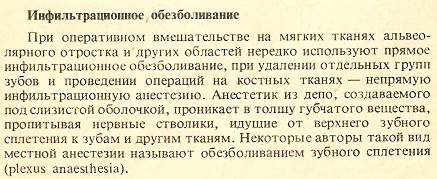 Инфильтрационное обезболивание
При оперативном вмешательстве на мягких тканях альвео-
лярного отростка и других областей нередко используют прямое
инфильтрационное обезболивание, при удалении отдельных групп
зубов и проведении операций на костных тканях — непрямую
инфильтрационную анестезию. Анестетик из депо, создаваемого
под слизистой оболочкой, проникает в толщу губчатого вещества,
пропитывая нервные стволики, идущие от верхнего зубного
сплетения к зубам и другим тканям. Некоторые авторы такой вид
местной анестезии называют обезболиванием зубного сплетения
(plexus anaesthesia).